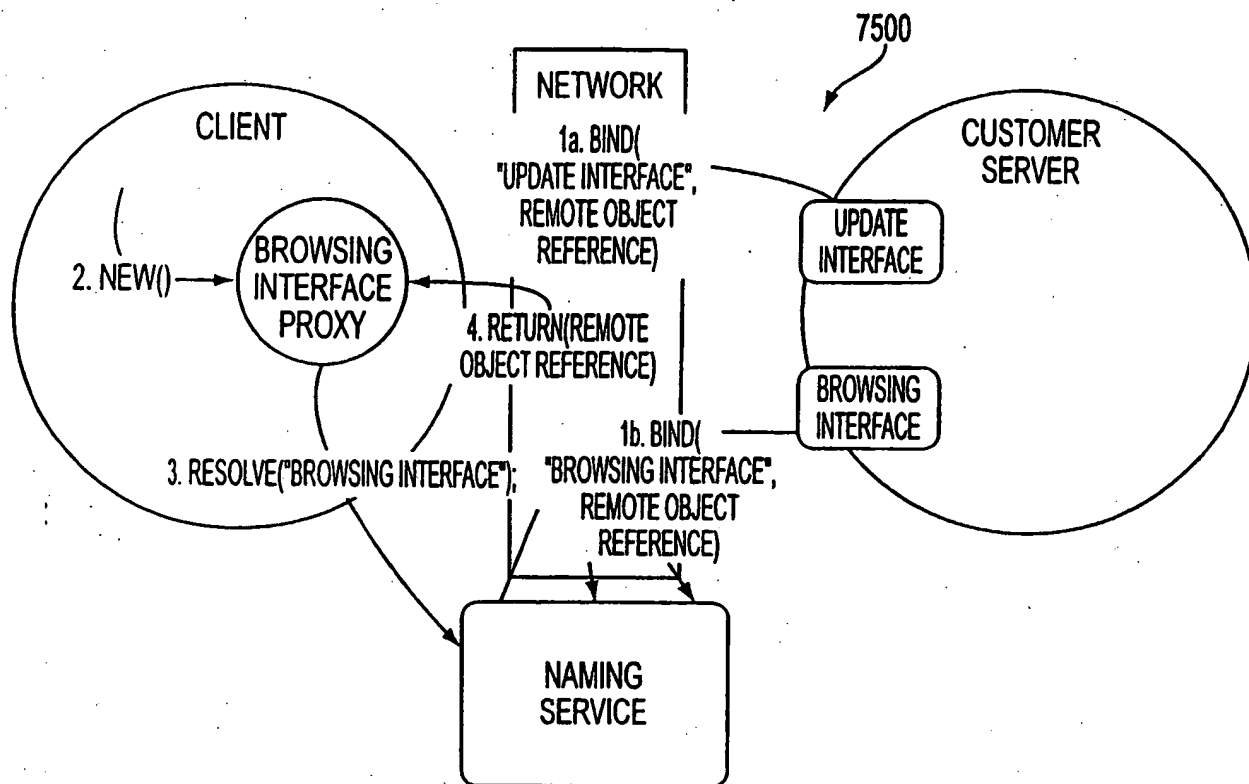 7500
NETWORK
CLIENT
CUSTOMER
SERVER
1a. BIND(
"UPDATE INTERFACE",
REMOTE OBJECT
REFERENCE)
UPDATE
INTERFACE
2. NEW()
BROWSING
INTERFACE
PROXY
4. RETURN(REMOTE
OBJECT REFERENCE)
BROWSING
INTERFACE
1b. BIND(
"BROWSING INTERFACE",
REMOTE OBJECT
REFERENCE)
3. RESOLVE("BROWSING INTERFACE");
NAMING
SERVICE